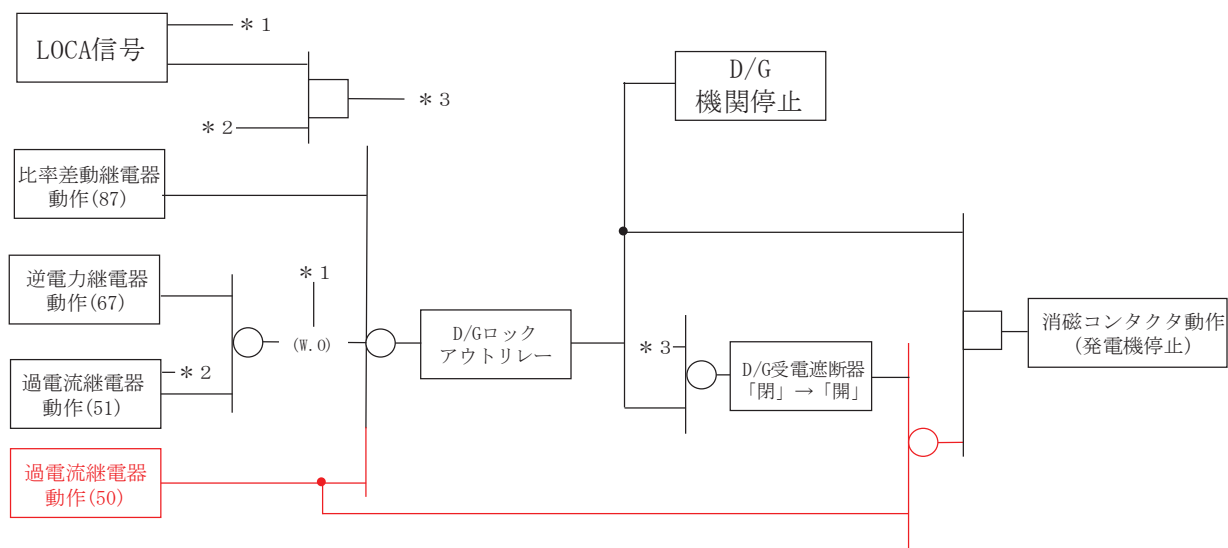 LOCA信号
＊1
＊3
＊2
D/G
機関停止
比率差動継電器
動作(87)
逆電力継電器
動作(67)
＊1
(W.O)
D/Gロック
アウトリレー
＊3
D/G受電遮断器
「閉」→「開」
消磁コンタクタ動作
(発電機停止)
過電流継電器
動作(51)
＊2
過電流継電器
動作(50)